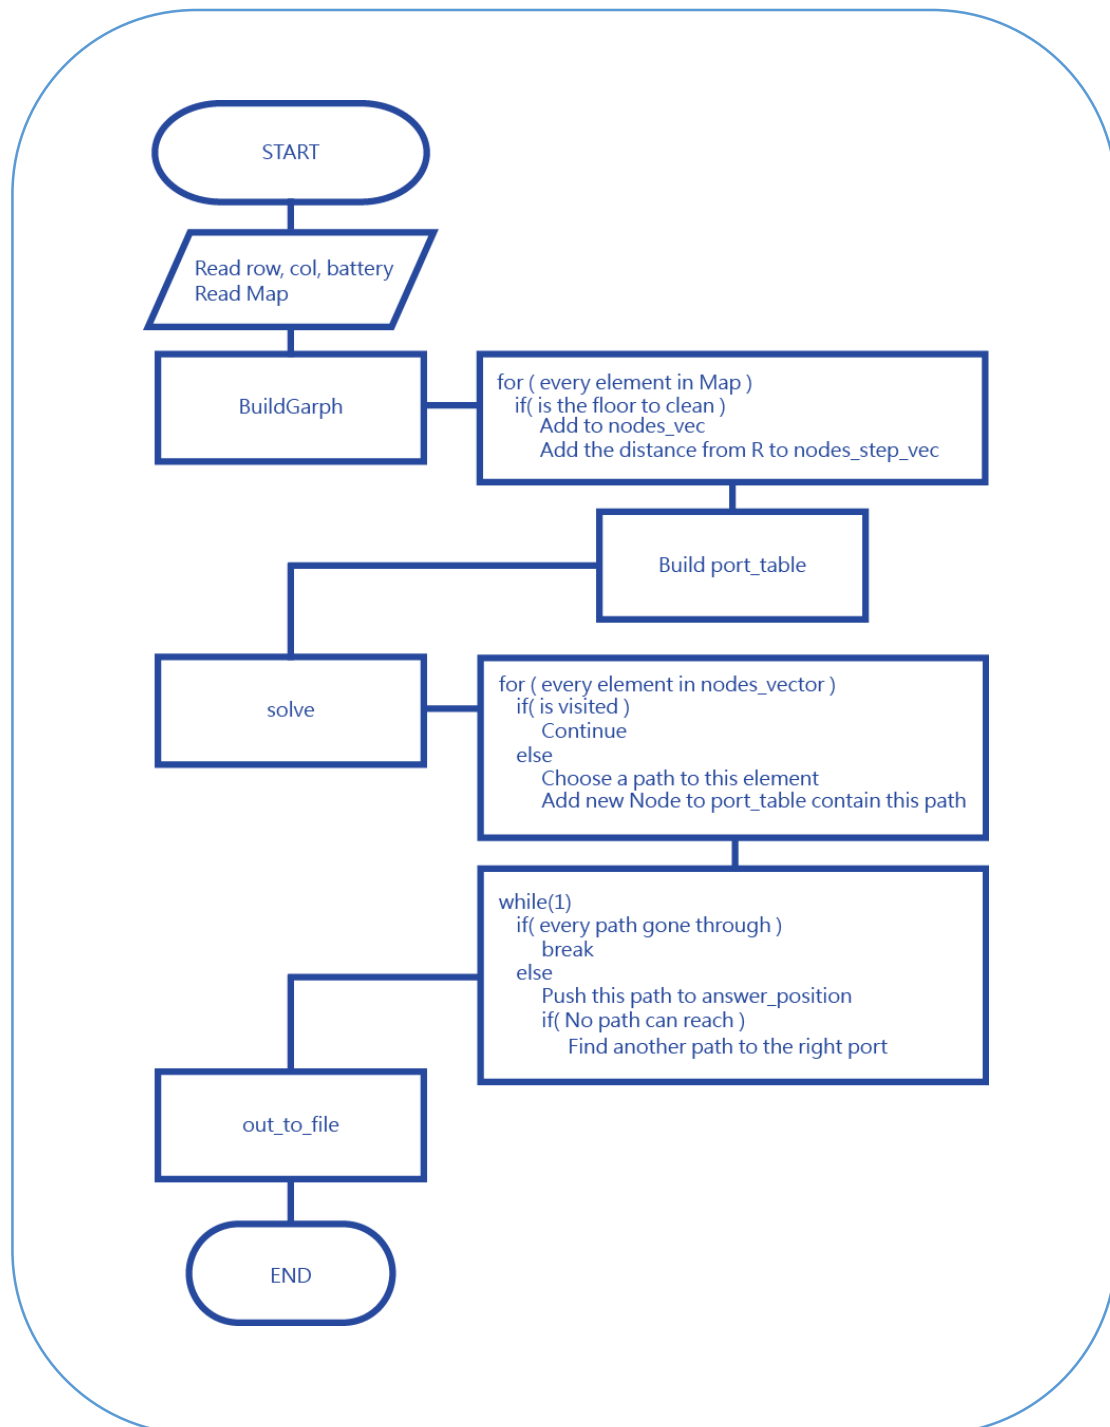 START
Read row, col, battery
Read Map
BuildGarph
for ( every element in Map )
if( is the floor to clean )
Add to nodes_vec
Add the distance from R to nodes_step_vec
Build port_table
solve
for ( every element in nodes_vector )
if( is visited )
Continue
else
Choose a path to this element
Add new Node to port_table contain this path
while(1)
if( every path gone through )
break
else
Push this path to answer_position
if( No path can reach )
Find another path to the right port
out_to_file
END